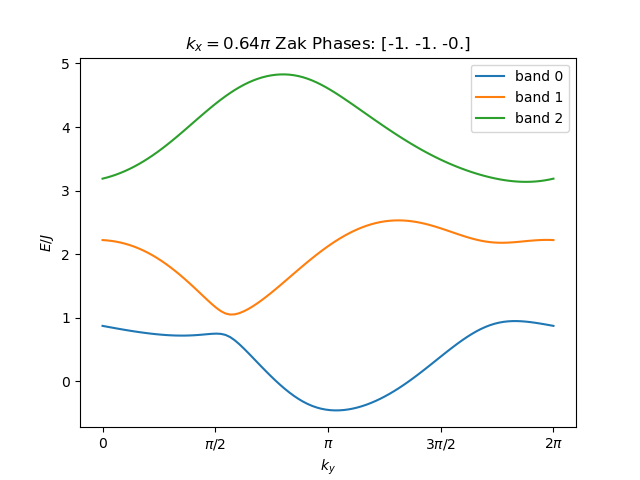 $k_x = 0.64\pi$ Zak Phases: [-1. -1. -0.]
5
4
3
2
1
0
E/J
band 0
band 1
band 2
0
π/2
π
3π/2
2π
$k_y$